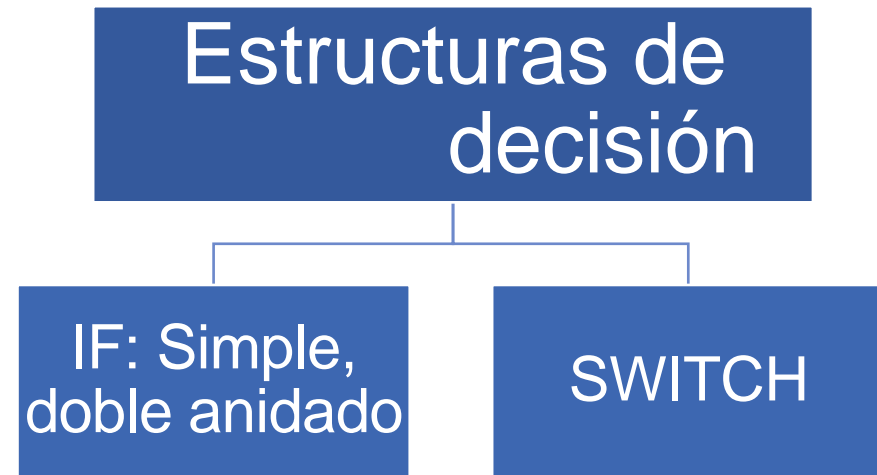 Estructuras de
decisión
IF: Simple,
doble anidado
SWITCH